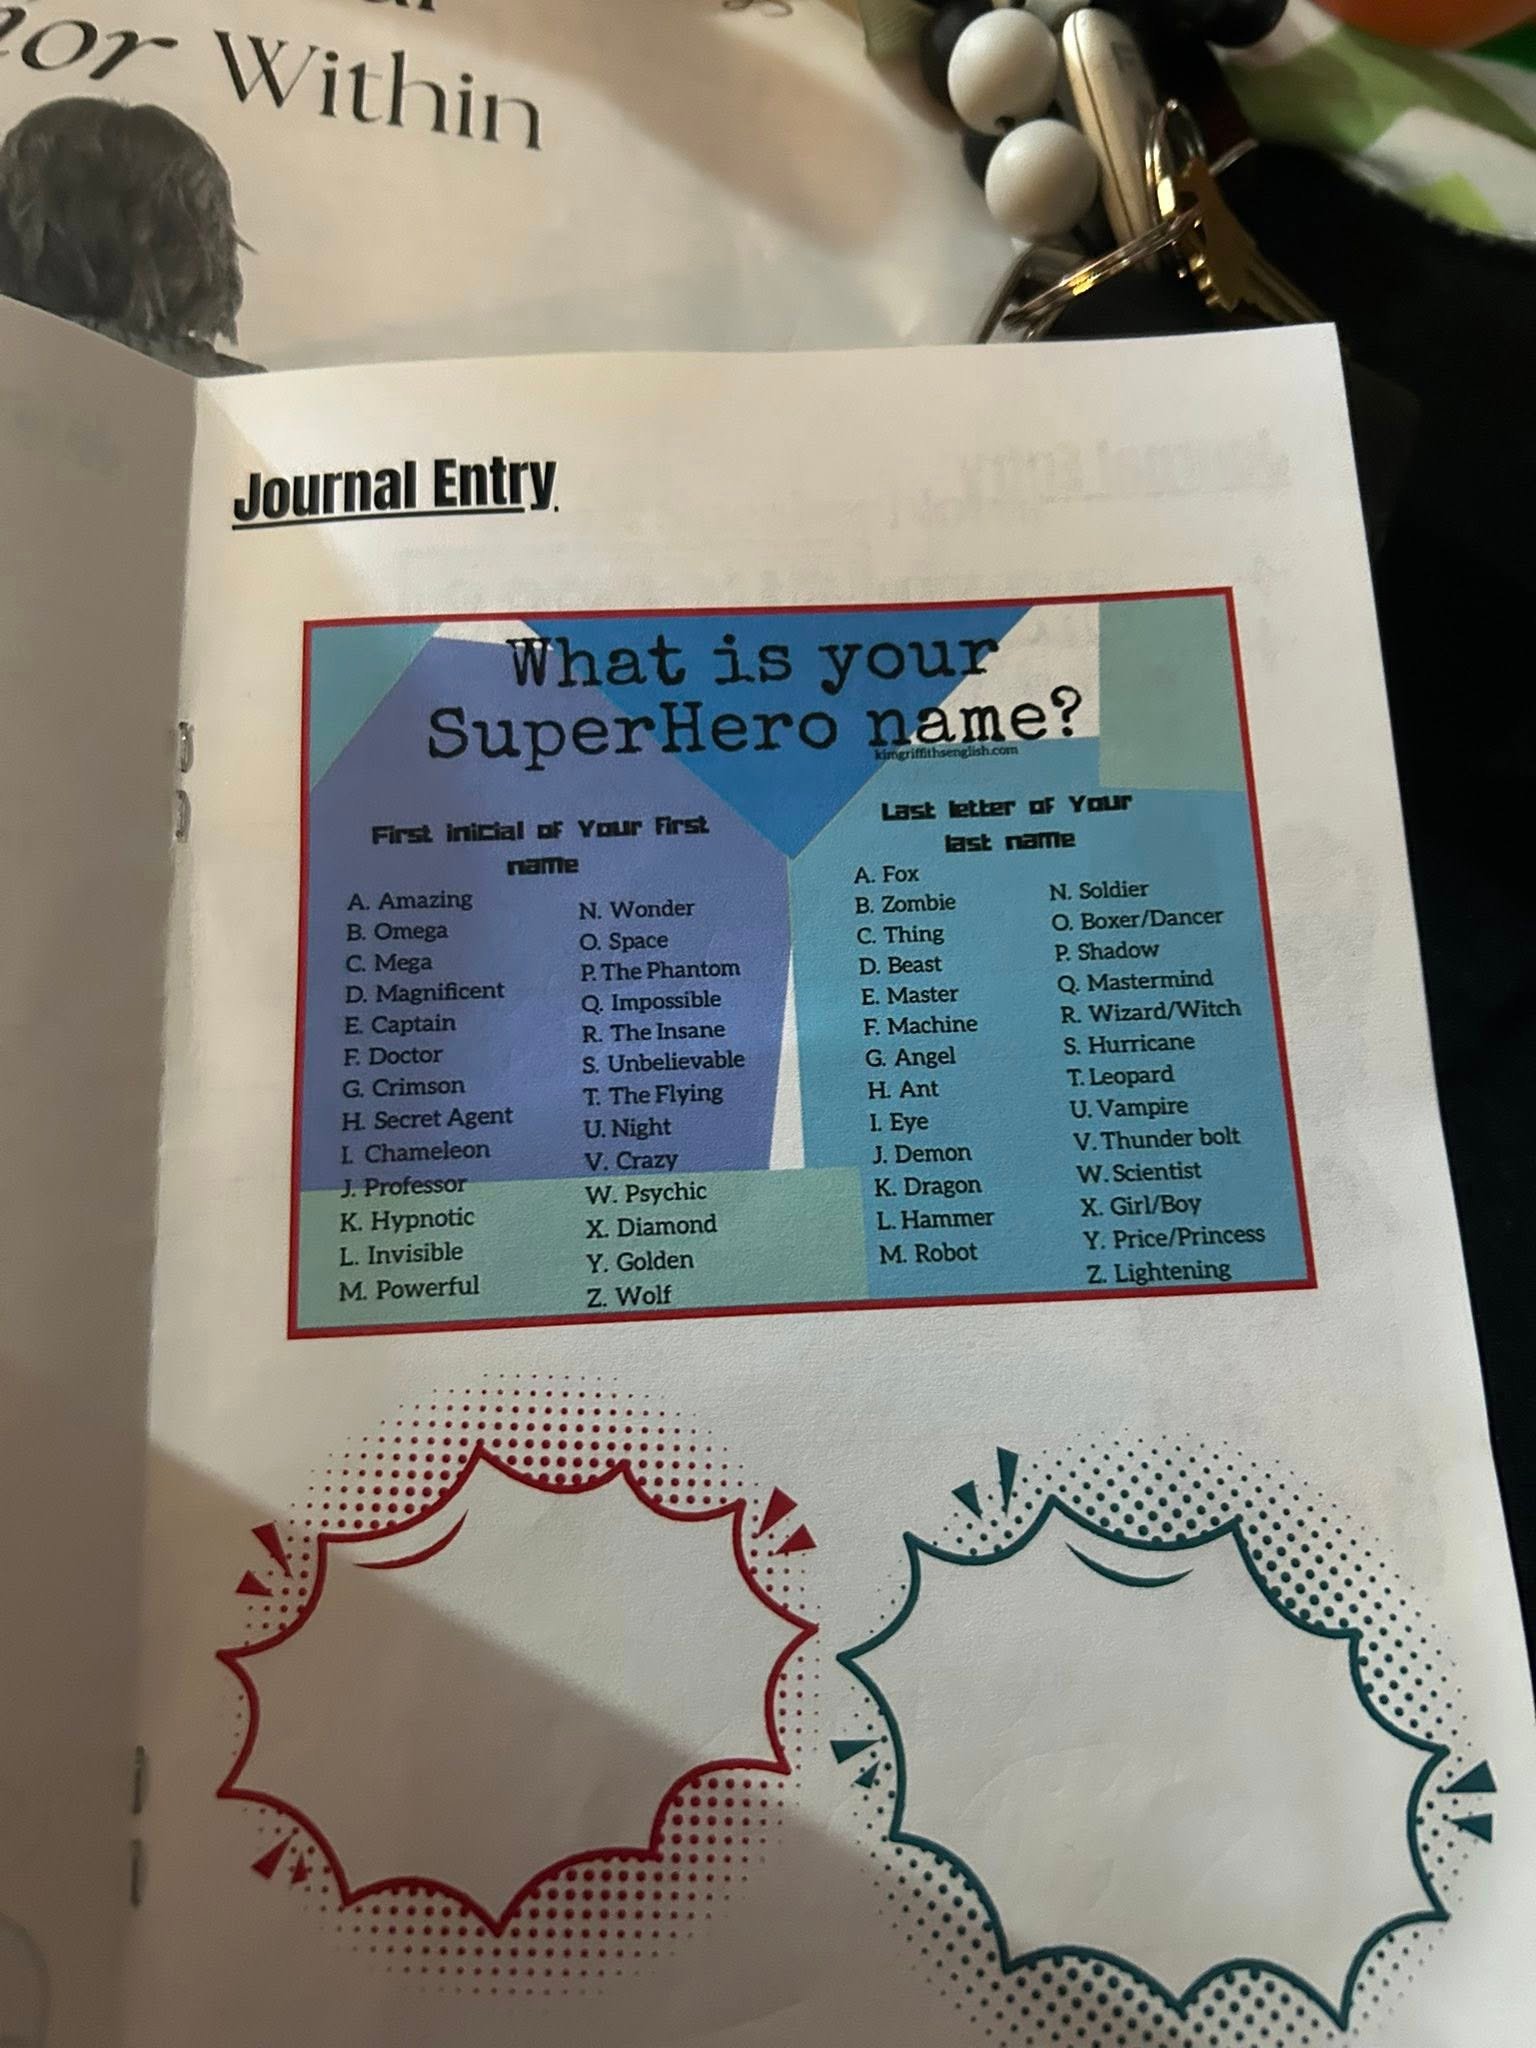 Within
Journal Entry
What is your
SuperHero name?
kimgriffithsenglish.com
First inicial of Your First
name
A. Amazing
B. Omega
C. Mega
D. Magnificent
E. Captain
F. Doctor
G. Crimson
H. Secret Agent
I. Chameleon
J. Professor
K. Hypnotic
L. Invisible
M. Powerful
N. Wonder
O. Space
P. The Phantom
Q. Impossible
R. The Insane
S. Unbelievable
T. The Flying
U. Night
V. Crazy
W. Psychic
X. Diamond
Y. Golden
Z. Wolf
Last letter of Your
last name
A. Fox
B. Zombie
C. Thing
D. Beast
E. Master
F. Machine
G. Angel
H. Ant
I. Eye
J. Demon
K. Dragon
L. Hammer
M. Robot
N. Soldier
O. Boxer/Dancer
P. Shadow
Q. Mastermind
R. Wizard/Witch
S. Hurricane
T. Leopard
U. Vampire
V. Thunder bolt
W. Scientist
X. Girl/Boy
Y. Price/Princess
Z. Lightening